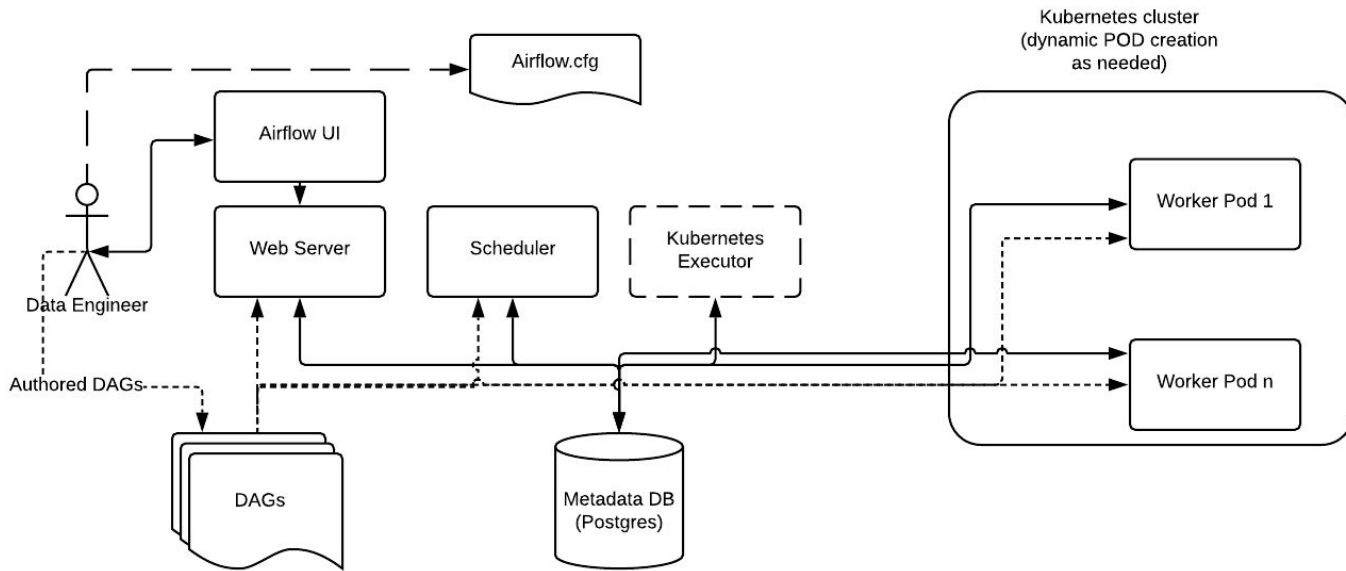 Kubernetes cluster
(dynamic POD creation
as needed)
Airflow.cfg
Airflow UI
Web Server
Scheduler
Kubernetes
Executor
Worker Pod 1
Data Engineer
Authored DAGs
Worker Pod n
DAGs
Metadata DB
(Postgres)